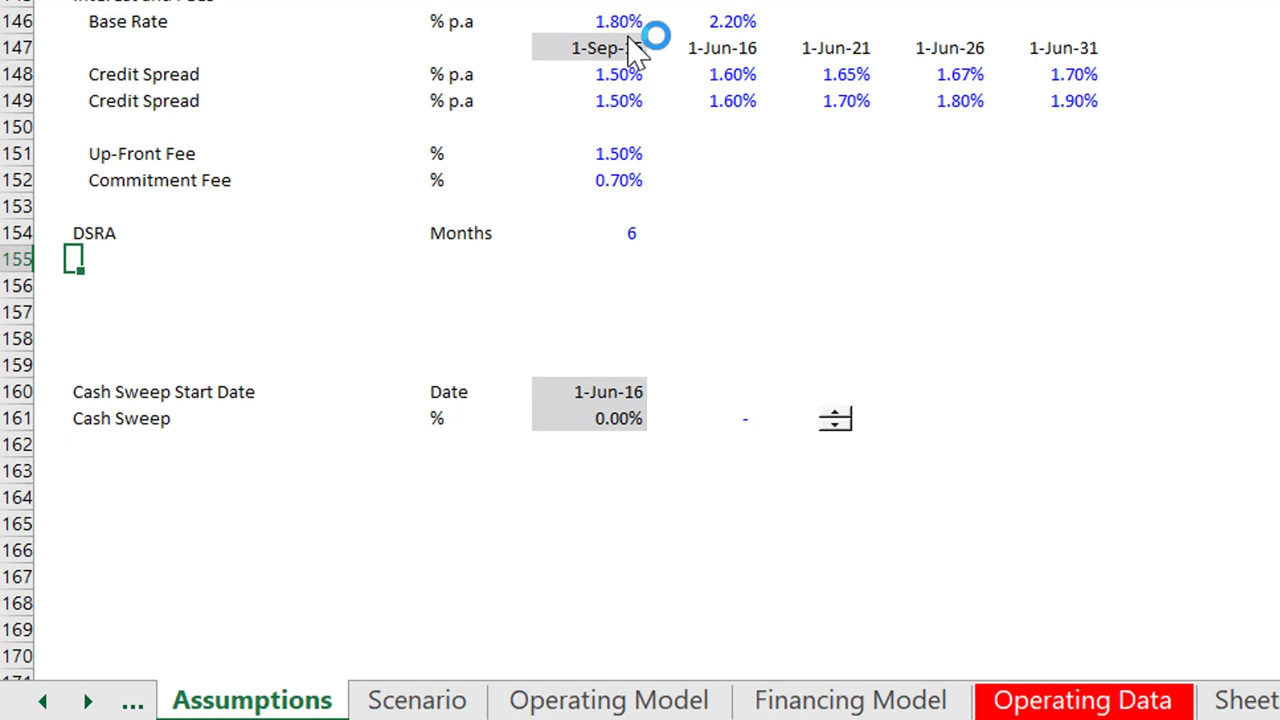 Interest and Fees
146 Base Rate % p.a 1.80% 2.20%
147 1-Sep-15 1-Jun-16 1-Jun-21 1-Jun-26 1-Jun-31
148 Credit Spread % p.a 1.50% 1.60% 1.65% 1.67% 1.70%
149 Credit Spread % p.a 1.50% 1.60% 1.70% 1.80% 1.90%
150
151 Up-Front Fee % 1.50%
152 Commitment Fee % 0.70%
153
154 DSRA Months 6
155
156
157
158
159
160 Cash Sweep Start Date Date 1-Jun-16
161 Cash Sweep % 0.00% -
162
163
164
165
166
167
168
169
170
... Assumptions Scenario Operating Model Financing Model Operating Data Sheet